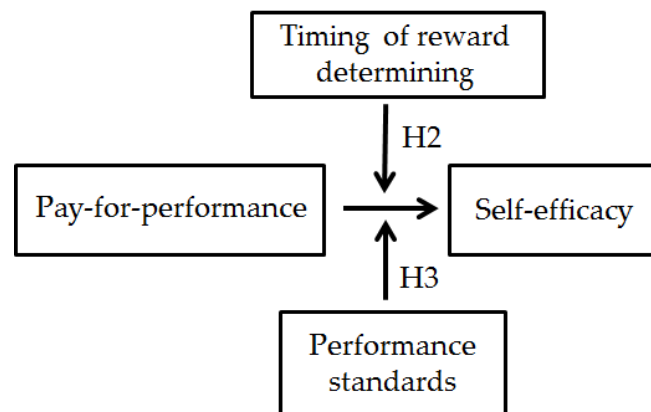 Timing of reward
determining
H2
Pay-for-performance
Self-efficacy
H3
Performance
standards